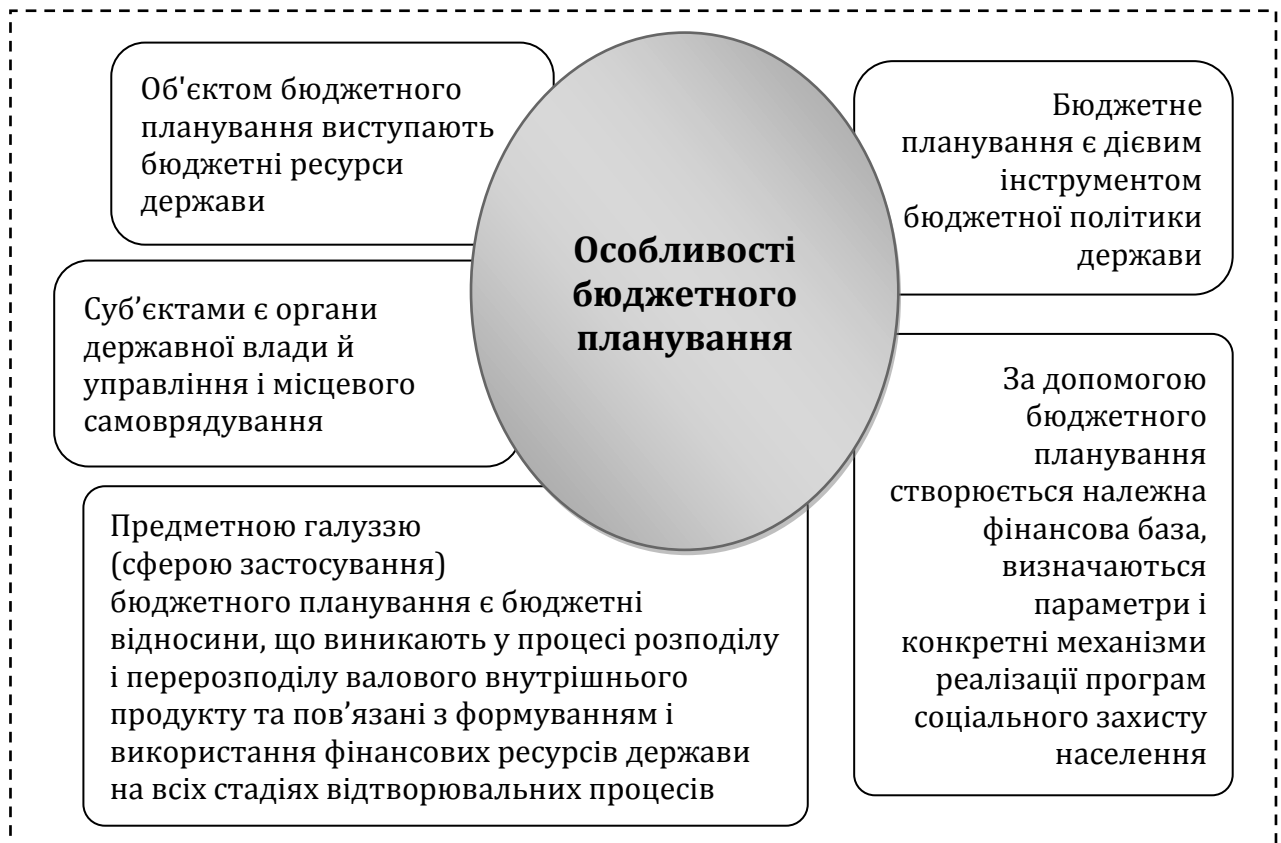 Об'єктом бюджетного
планування виступають
бюджетні ресурси
держави
Суб’єктами є органи
державної влади й
управління і місцевого
самоврядування
Предметною галуззю
(сферою застосування)
бюджетного планування є бюджетні
відносини, що виникають у процесі розподілу
і перерозподілу валового внутрішнього
продукту та пов’язані з формуванням і
використання фінансових ресурсів держави
на всіх стадіях відтворювальних процесів
Особливості
бюджетного
планування
Бюджетне
планування є дієвим
інструментом
бюджетної політики
держави
За допомогою
бюджетного
планування
створюється належна
фінансова база,
визначаються
параметри і
конкретні механізми
реалізації програм
соціального захисту
населення